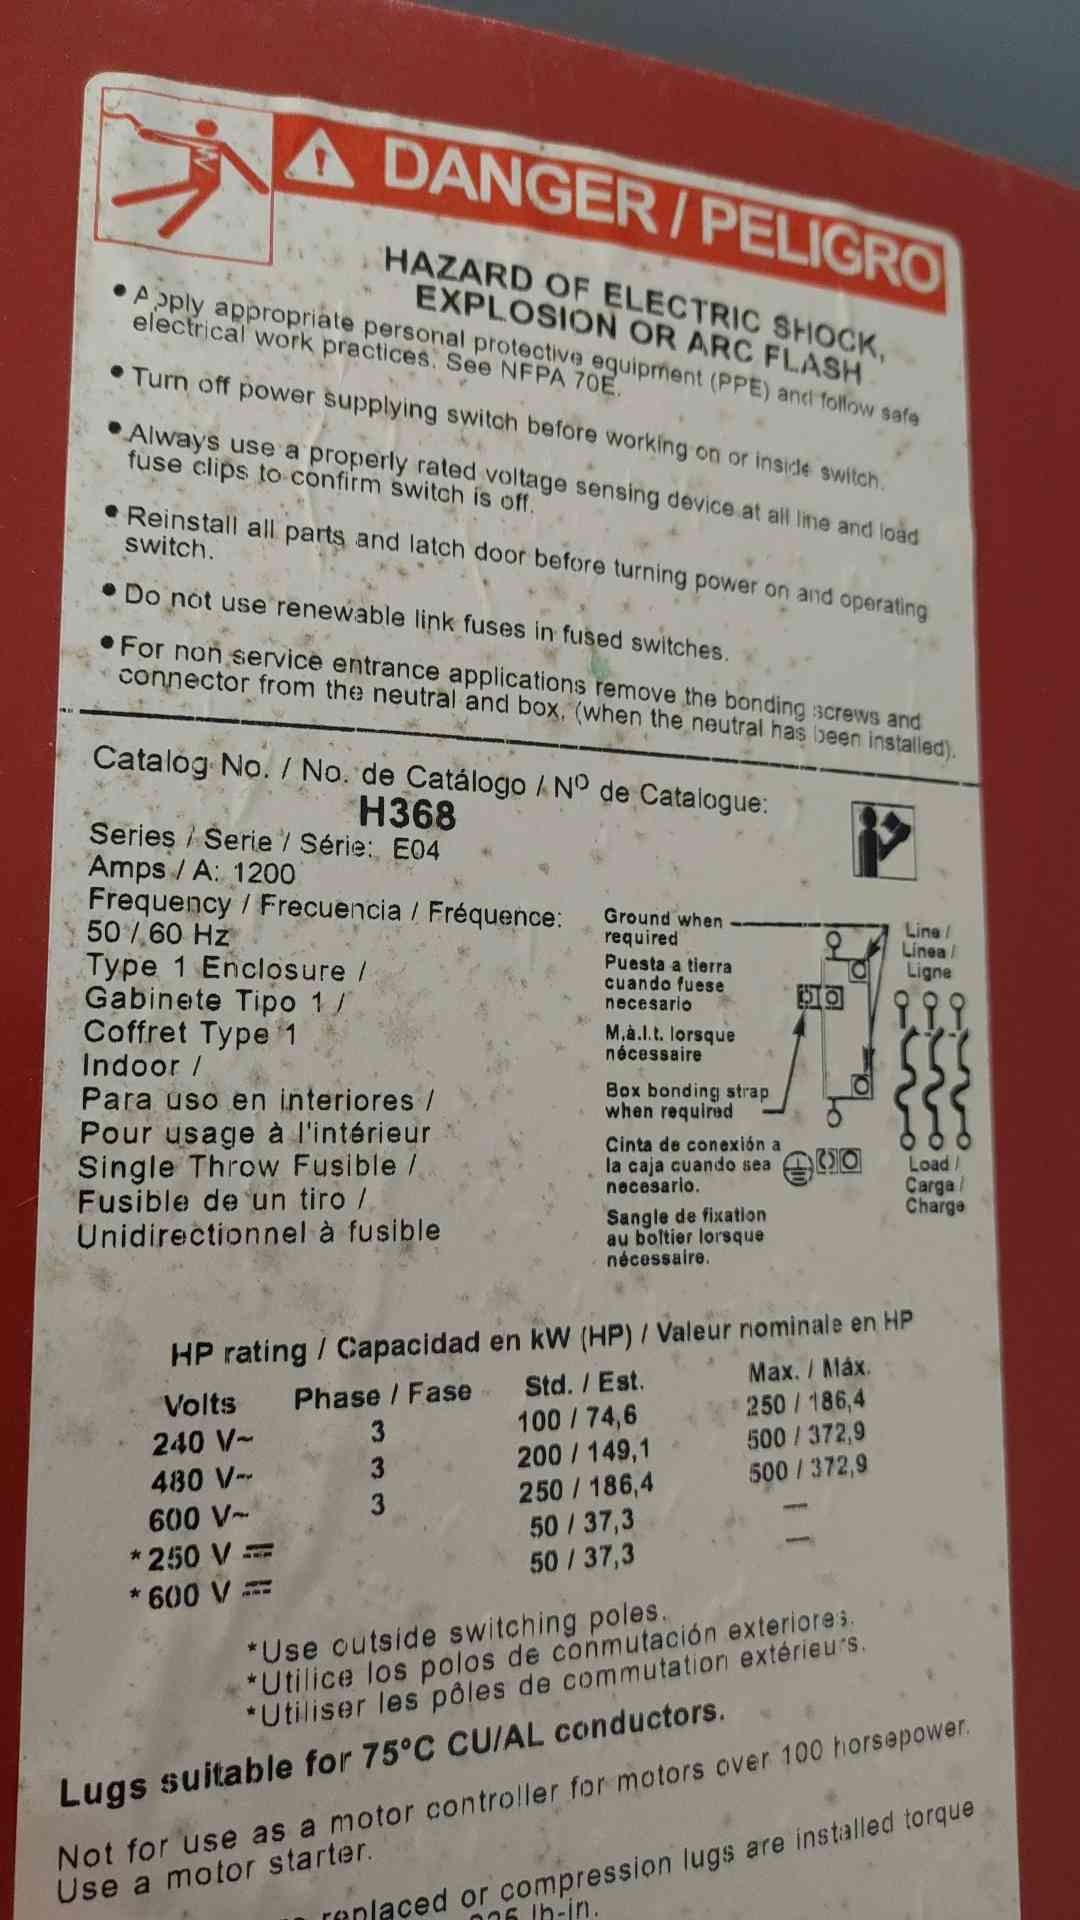 DANGER / PELIGRO
HAZARD OF ELECTRIC SHOCK,
EXPLOSION OR ARC FLASH
• Apply appropriate personal protective equipment (PPE) and follow safe
electrical work practices. See NFPA 70E.
• Turn off power supplying switch before working on or inside switch.
• Always use a properly rated voltage sensing device at all line and load
fuse clips to confirm switch is off.
• Reinstall all parts and latch door before turning power on and operating
switch.
• Do not use renewable link fuses in fused switches.
• For non service entrance applications remove the bonding screws and
connector from the neutral and box, (when the neutral has been installed).
Catalog No. / No. de Catálogo / Nº de Catalogue:
H368
Series / Serie / Série: E04
Amps / A: 1200
Frequency / Frecuencia / Fréquence:
50 / 60 Hz
Type 1 Enclosure /
Gabinete Tipo 1 /
Coffret Type 1
Indoor /
Para uso en interiores /
Pour usage à l'intérieur
Single Throw Fusible /
Fusible de un tiro /
Unidirectionnel à fusible
Ground when
required
Puesta a tierra
cuando fuese
necesario
M.à.l.t. lorsque
nécessaire
Box bonding strap
when required
Cinta de conexión a
la caja cuando sea
necesario.
Sangle de fixation
au boîtier lorsque
nécessaire.
Line /
Línea /
Ligne
Load /
Carga /
Charge
HP rating / Capacidad en kW (HP) / Valeur nominale en HP
Volts Phase / Fase Std. / Est. Max. / Máx.
240 V~ 3 100 / 74,6 250 / 186,4
480 V~ 3 200 / 149,1 500 / 372,9
600 V~ 3 250 / 186,4 500 / 372,9
*250 V ⎓ 50 / 37,3 —
*600 V ⎓ 50 / 37,3 —
*Use outside switching poles.
*Utilice los polos de conmutación exteriores.
*Utiliser les pôles de commutation extérieurs.
Lugs suitable for 75°C CU/AL conductors.
Not for use as a motor controller for motors over 100 horsepower.
Use a motor starter.
replaced or compression lugs are installed torque
lb-in.